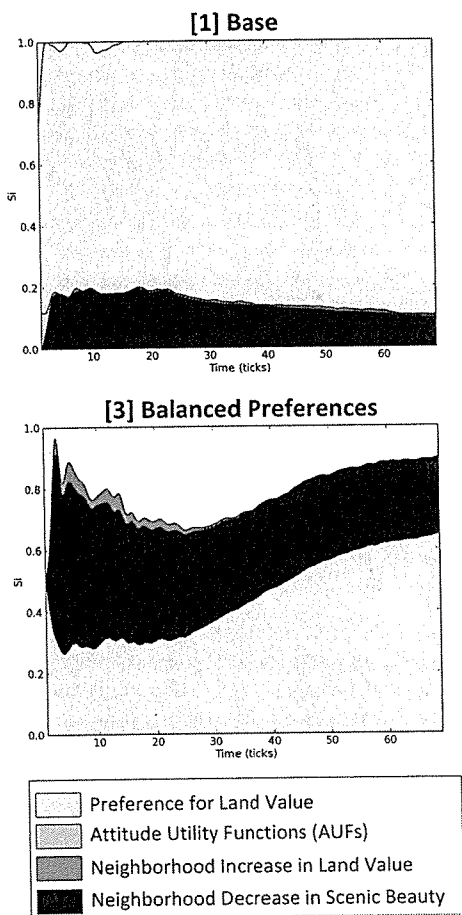 [1] Base
1.0
0.8
0.6
Si
0.4
0.2
0.0
10
20
30
40
50
60
Time (ticks)
[3] Balanced Preferences
1.0
0.8
0.6
Si
0.4
0.2
0.0
10
20
30
40
50
60
Time (ticks)
Preference for Land Value
Attitude Utility Functions (AUFs)
Neighborhood Increase in Land Value
Neighborhood Decrease in Scenic Beauty